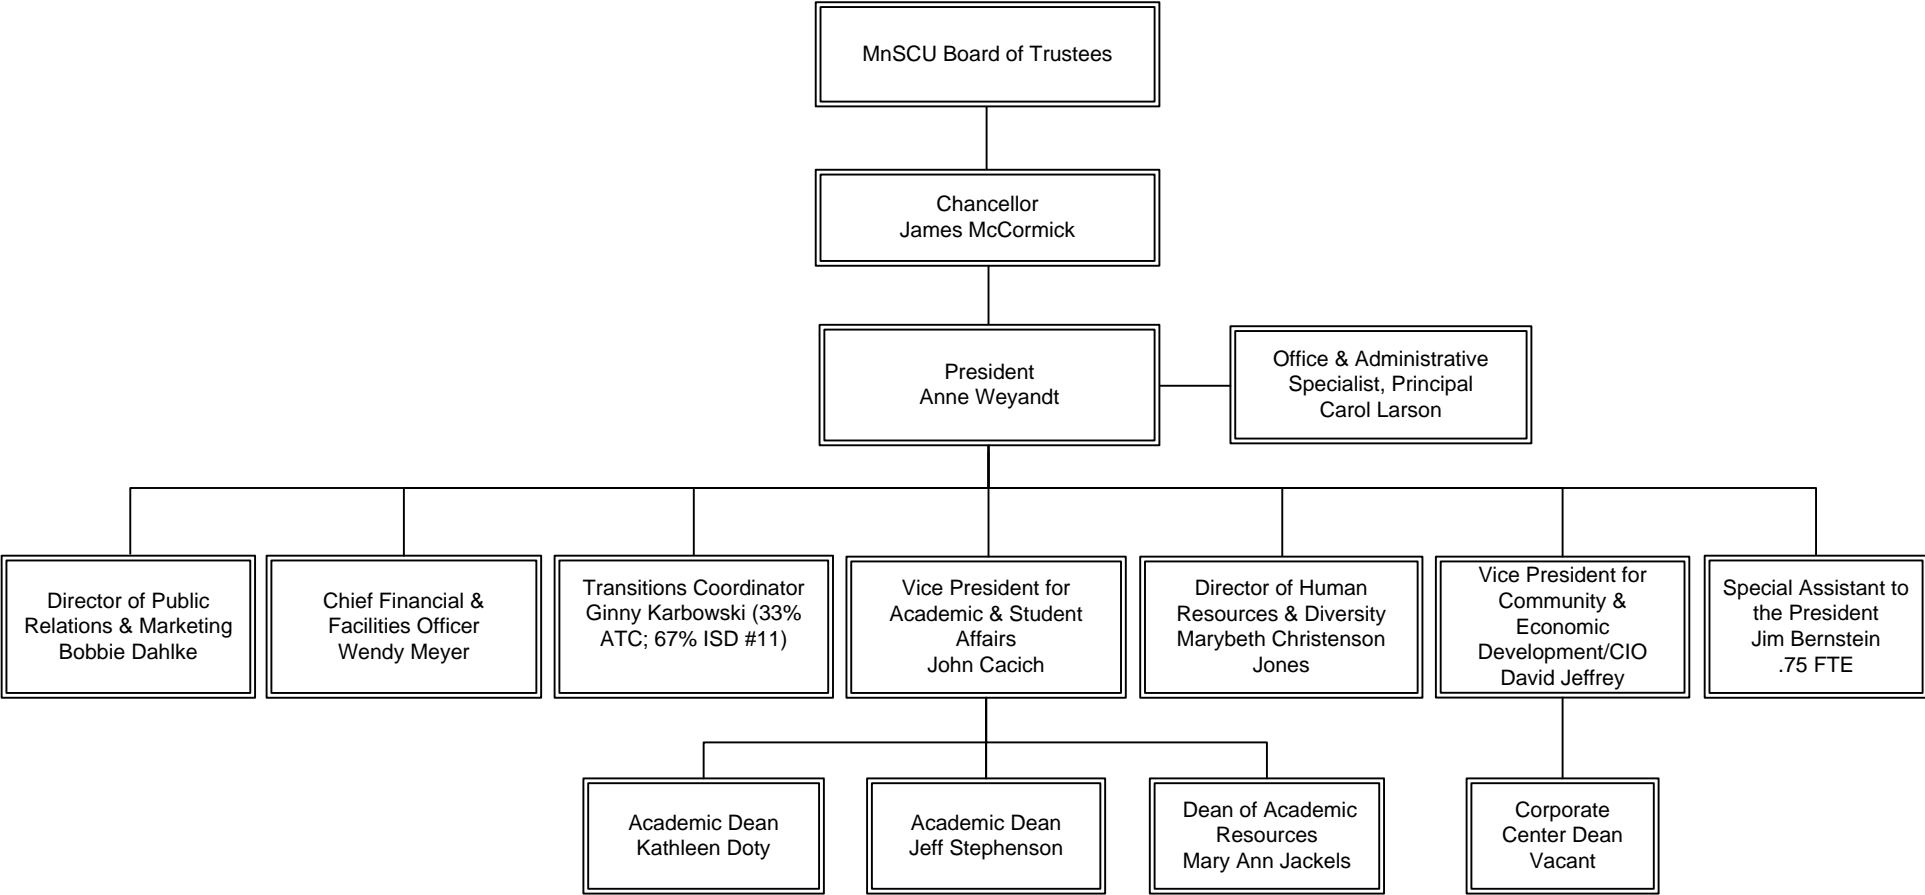 MnSCU Board of Trustees
Chancellor
James McCormick
President
Anne Weyandt
Office & Administrative
Specialist, Principal
Carol Larson
Director of Public
Relations & Marketing
Bobbie Dahlke
Chief Financial &
Facilities Officer
Wendy Meyer
Transitions Coordinator
Ginny Karbowski (33%
ATC; 67% ISD #11)
Vice President for
Academic & Student
Affairs
John Cacich
Director of Human
Resources & Diversity
Marybeth Christenson
Jones
Vice President for
Community &
Economic
Development/CIO
David Jeffrey
Special Assistant to
the President
Jim Bernstein
.75 FTE
Academic Dean
Kathleen Doty
Academic Dean
Jeff Stephenson
Dean of Academic
Resources
Mary Ann Jackels
Corporate
Center Dean
Vacant